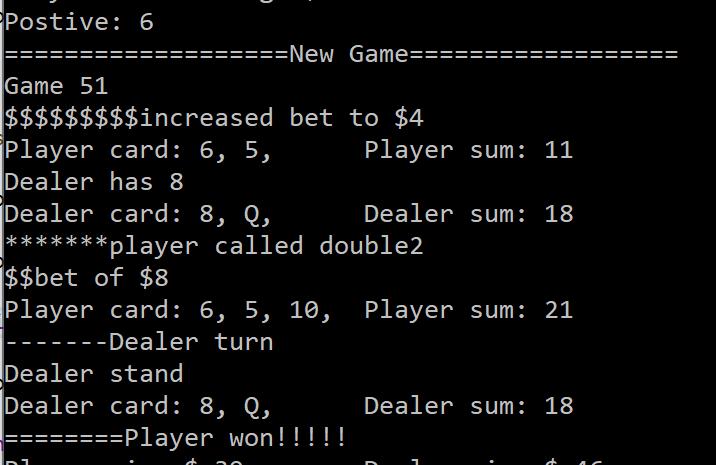 Postive: 6
===================New Game==================
Game 51
$$$$$$$$$increased bet to $4
Player card: 6, 5,      Player sum: 11
Dealer has 8
Dealer card: 8, Q,      Dealer sum: 18
*******player called double2
$$bet of $8
Player card: 6, 5, 10,  Player sum: 21
-------Dealer turn
Dealer stand
Dealer card: 8, Q,      Dealer sum: 18
========Player won!!!!!